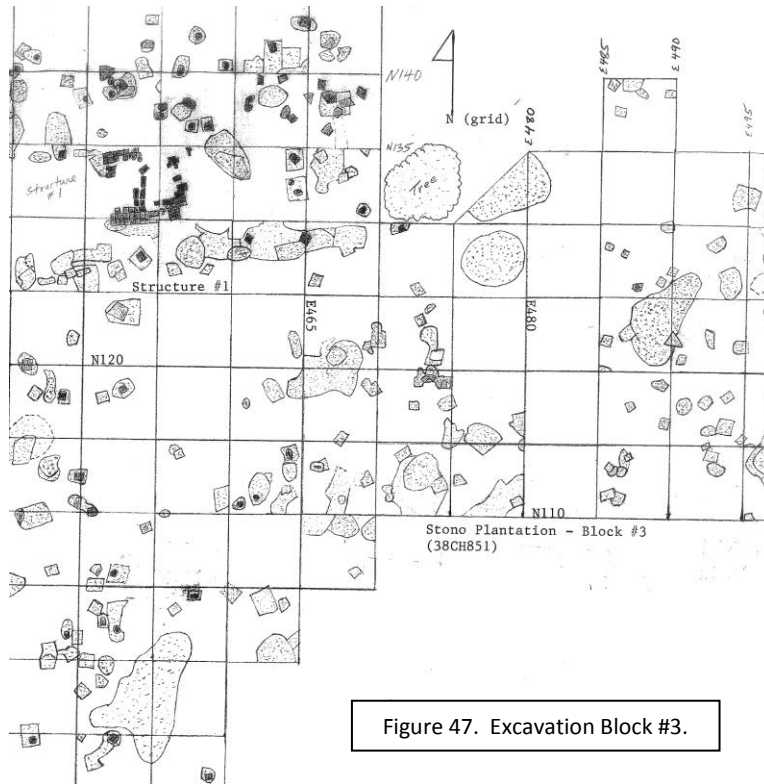 E485
E490
N140
N (grid)
E480
E495
N135
Tree
Structure
#1
Structure #1
E465
E480
N120
N110
Stono Plantation - Block #3
(38CH851)
Figure 47. Excavation Block #3.